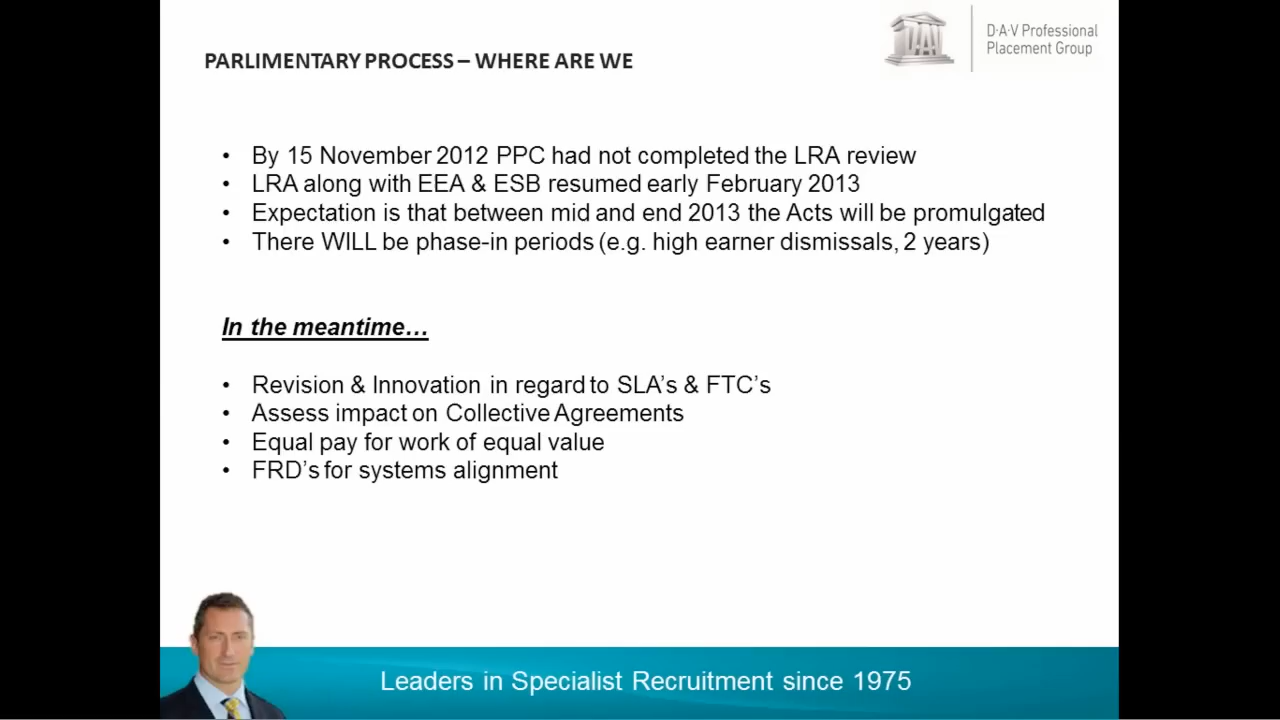 D·A·V Professional
Placement Group
PARLIMENTARY PROCESS – WHERE ARE WE
• By 15 November 2012 PPC had not completed the LRA review
• LRA along with EEA & ESB resumed early February 2013
• Expectation is that between mid and end 2013 the Acts will be promulgated
• There WILL be phase-in periods (e.g. high earner dismissals, 2 years)
In the meantime…
• Revision & Innovation in regard to SLA’s & FTC’s
• Assess impact on Collective Agreements
• Equal pay for work of equal value
• FRD’s for systems alignment
Leaders in Specialist Recruitment since 1975